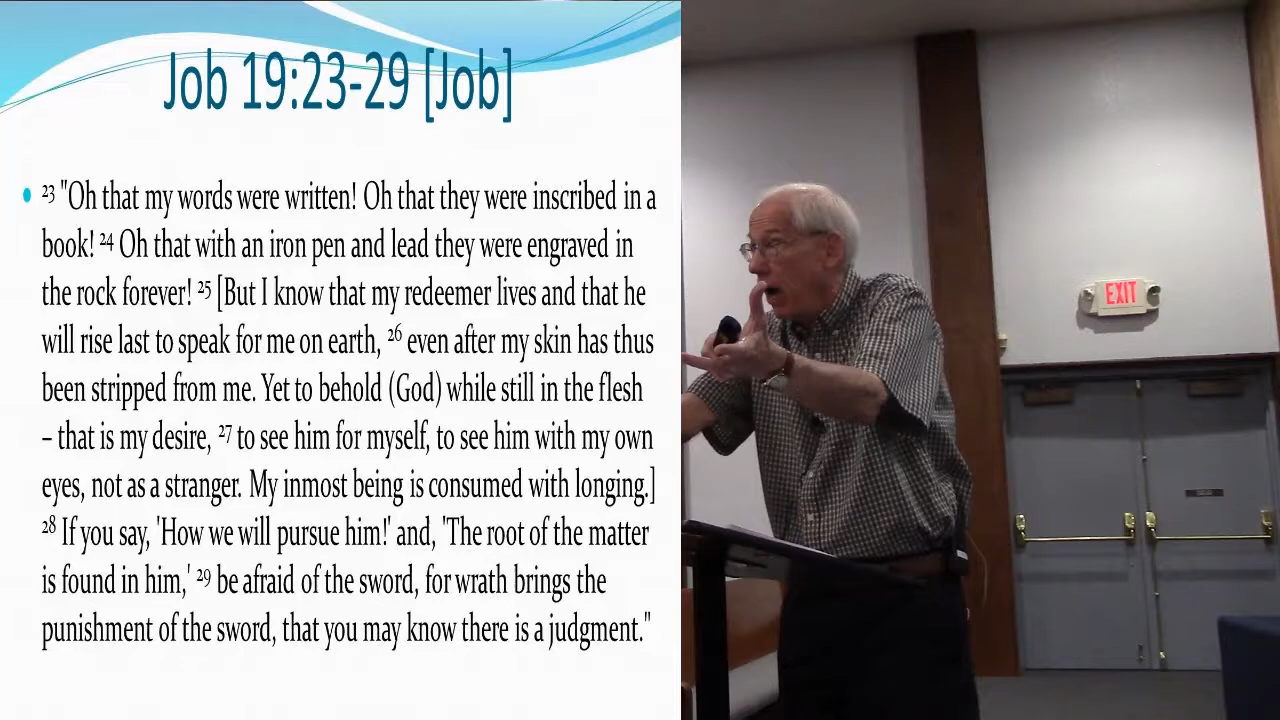 Job 19:23-29 [Job]
23 "Oh that my words were written! Oh that they were inscribed in a
book! 24 Oh that with an iron pen and lead they were engraved in
the rock forever! 25 [But I know that my redeemer lives and that he
will rise last to speak for me on earth, 26 even after my skin has thus
been stripped from me. Yet to behold (God) while still in the flesh
– that is my desire, 27 to see him for myself, to see him with my own
eyes, not as a stranger. My inmost being is consumed with longing.]
28 If you say, 'How we will pursue him!' and, 'The root of the matter
is found in him,' 29 be afraid of the sword, for wrath brings the
punishment of the sword, that you may know there is a judgment."
EXIT